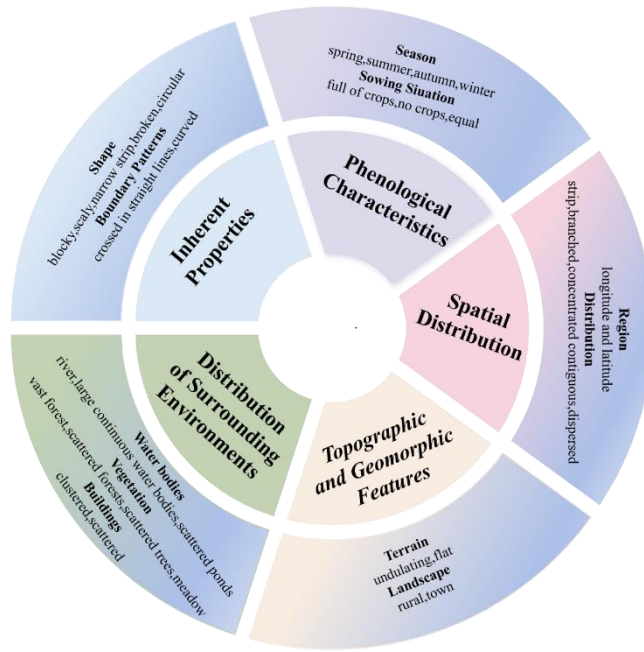 Season
spring,summer,autumn,winter
Sowing Siuation
full of crops,no crops,equal
Phenological
Characteristics
Region
longitude and latitude
Distribution
strip,branched,concentrated contiguous,dispersed
Spatial
Distribution
Terrain
undulating,flat
Landscape
rural,town
Topographic
and Geomorphic
Features
Water bodies
river,large continuous water bodies,scattered ponds
Vegetation
vast forest,scattered forests,scattered trees,meadow
Buildings
clustered,scattered
Distribution
of Surrounding
Environments
Shape
blocky,scaly,narrow strip,broken,circular
Boundary Patterns
crossed in straight lines,curved
Inherent
Properties